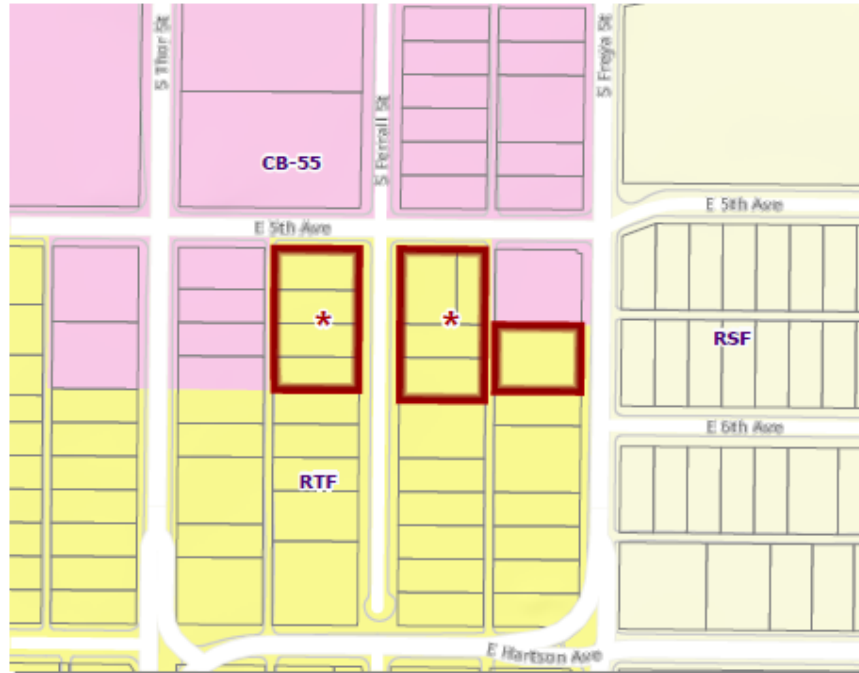 S Thor St
S Ferrall St
S Freya St
CB-55
E 5th Ave
E 5th Ave
*
*
RSF
E 6th Ave
RTF
E Hartson Ave